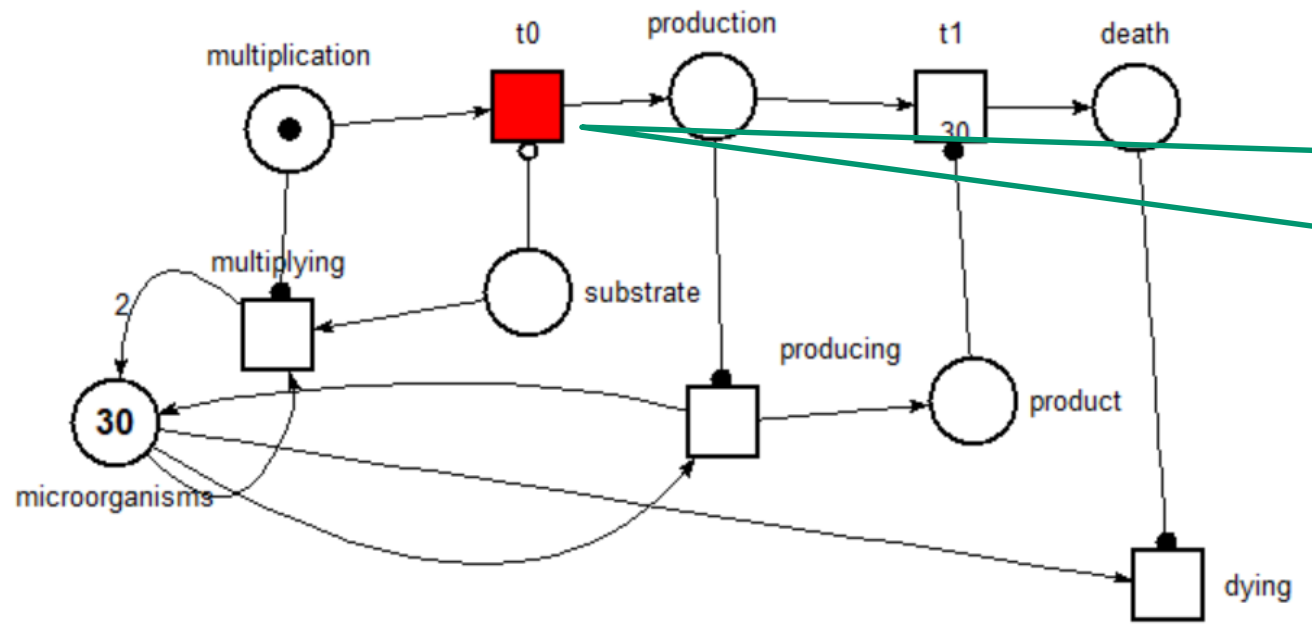 multiplication
t0
production
t1
death
30
multiplying
2
substrate
producing
30
product
microorganisms
dying